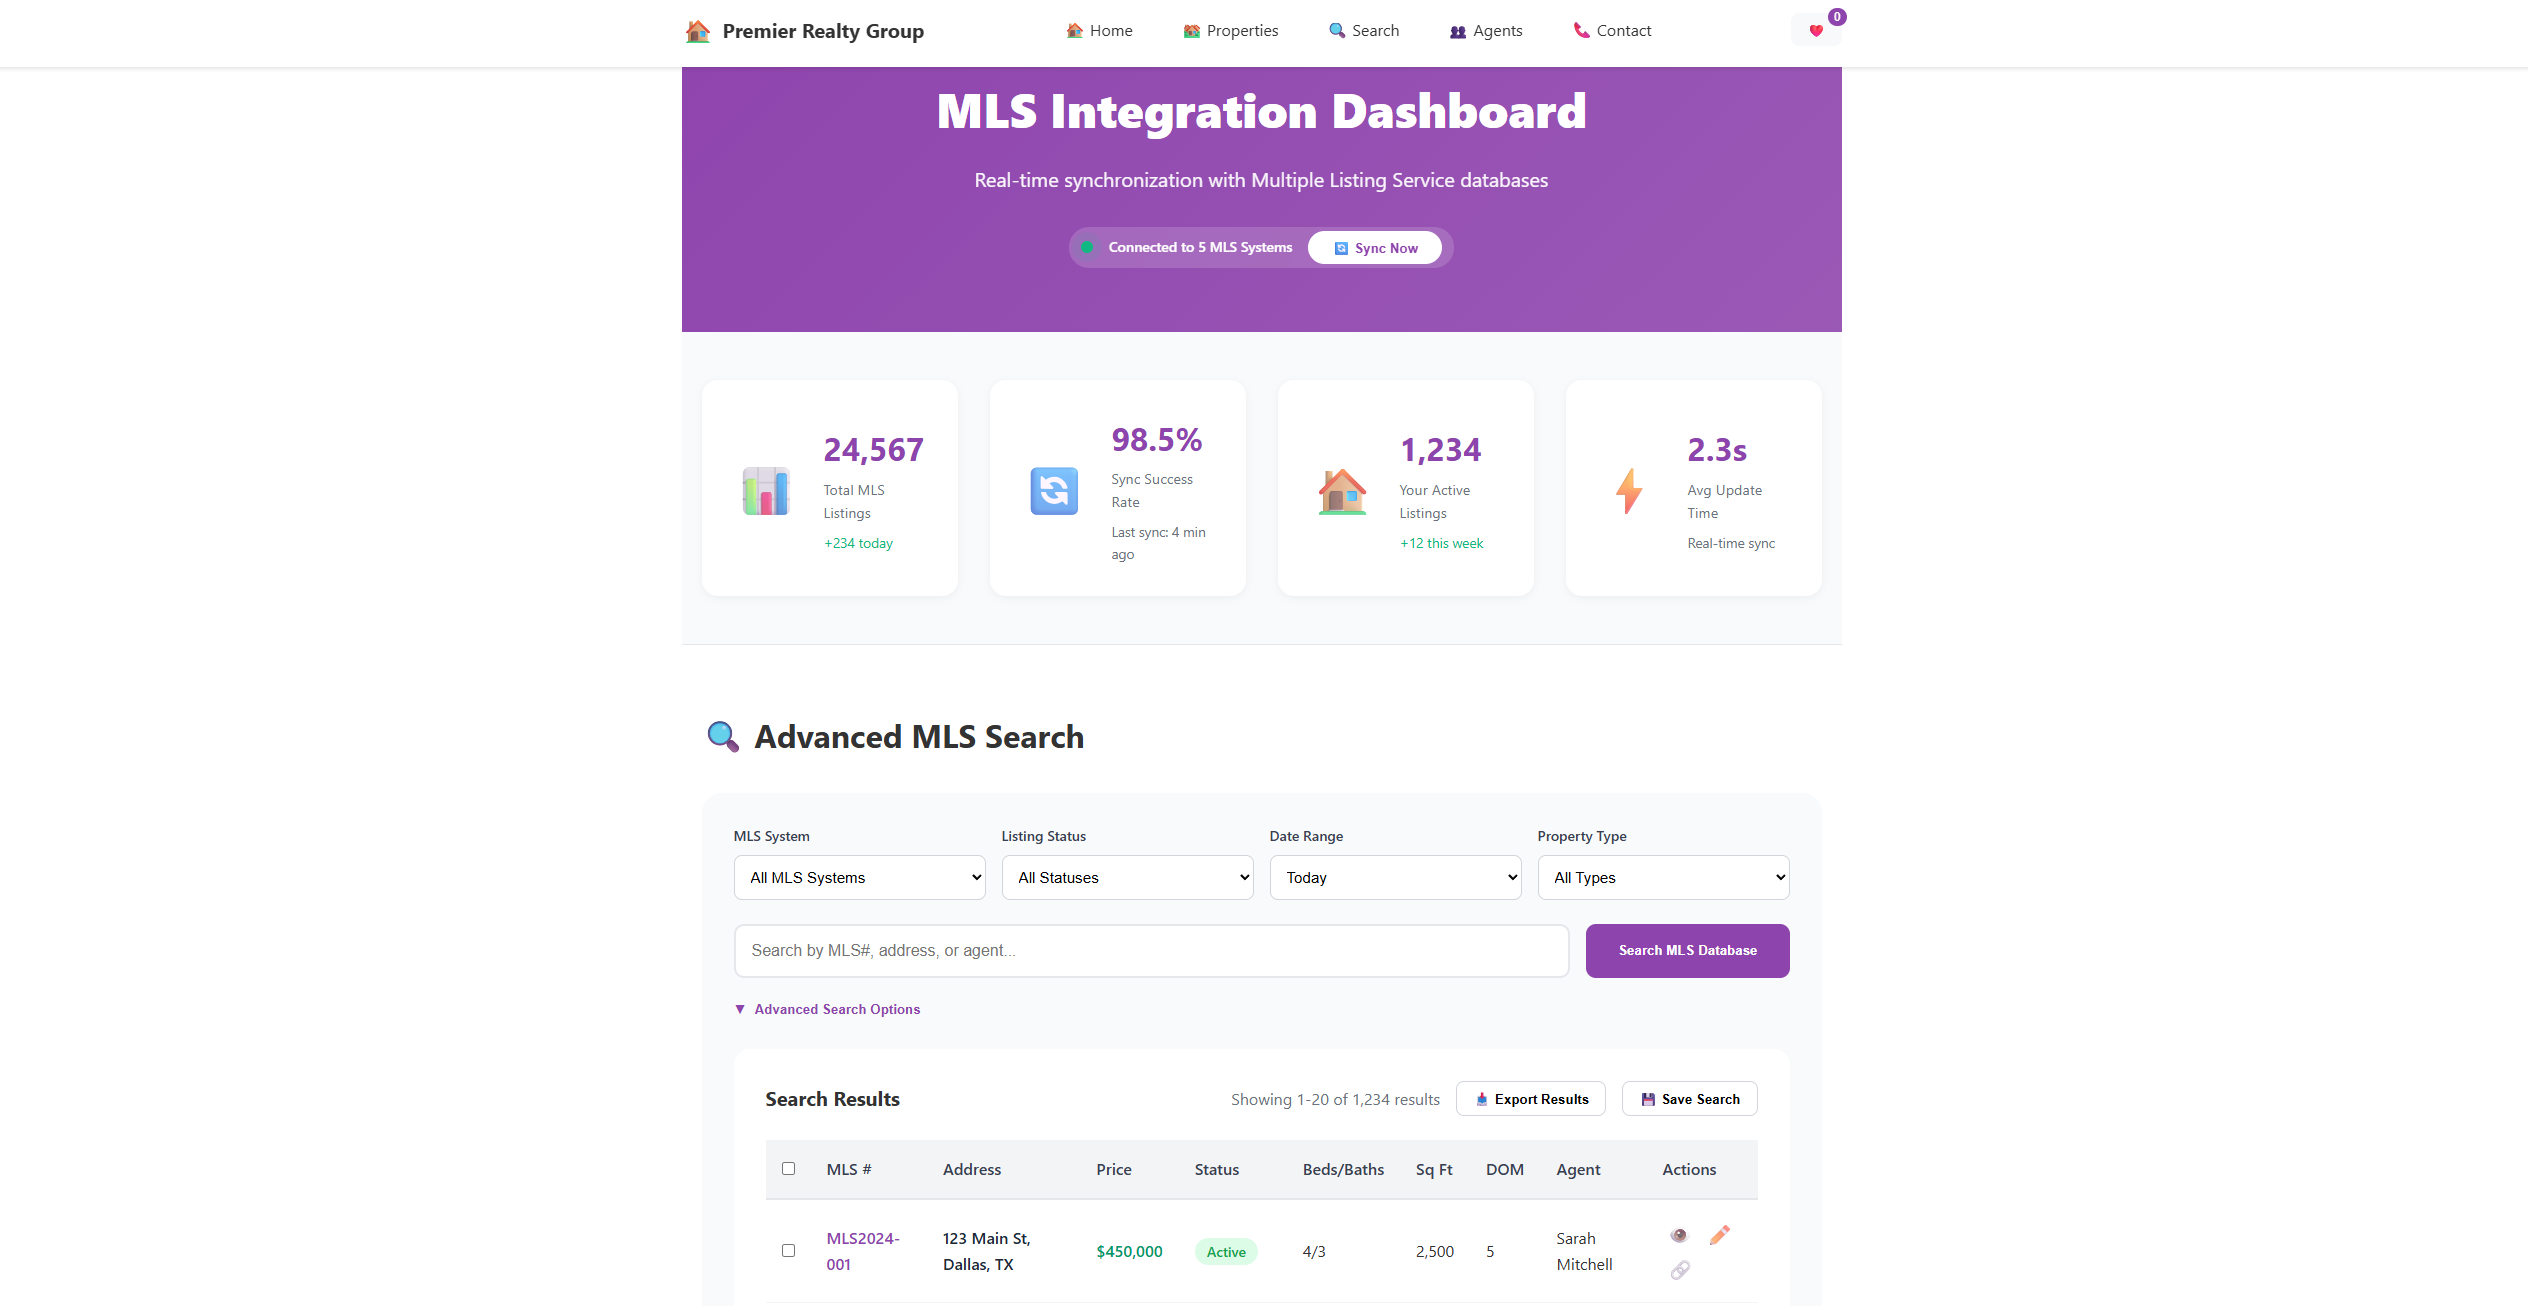 Premier Realty Group
Home
Properties
Search
Agents
Contact
0
MLS Integration Dashboard
Real-time synchronization with Multiple Listing Service databases
Connected to 5 MLS Systems
Sync Now
24,567
Total MLS
Listings
+234 today
98.5%
Sync Success
Rate
Last sync: 4 min
ago
1,234
Your Active
Listings
+12 this week
2.3s
Avg Update
Time
Real-time sync
Advanced MLS Search
MLS System
Listing Status
Date Range
Property Type
All MLS Systems
All Statuses
Today
All Types
Search by MLS#, address, or agent...
Search MLS Database
▼ Advanced Search Options
Search Results
Showing 1-20 of 1,234 results
Export Results
Save Search
MLS #
Address
Price
Status
Beds/Baths
Sq Ft
DOM
Agent
Actions
MLS2024-
001
123 Main St,
Dallas, TX
$450,000
Active
4/3
2,500
5
Sarah
Mitchell